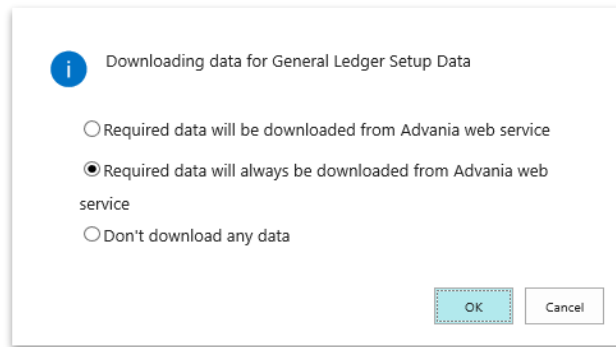 Downloading data for General Ledger Setup Data
Required data will be downloaded from Advania web service
Required data will always be downloaded from Advania web
service
Don't download any data
OK Cancel